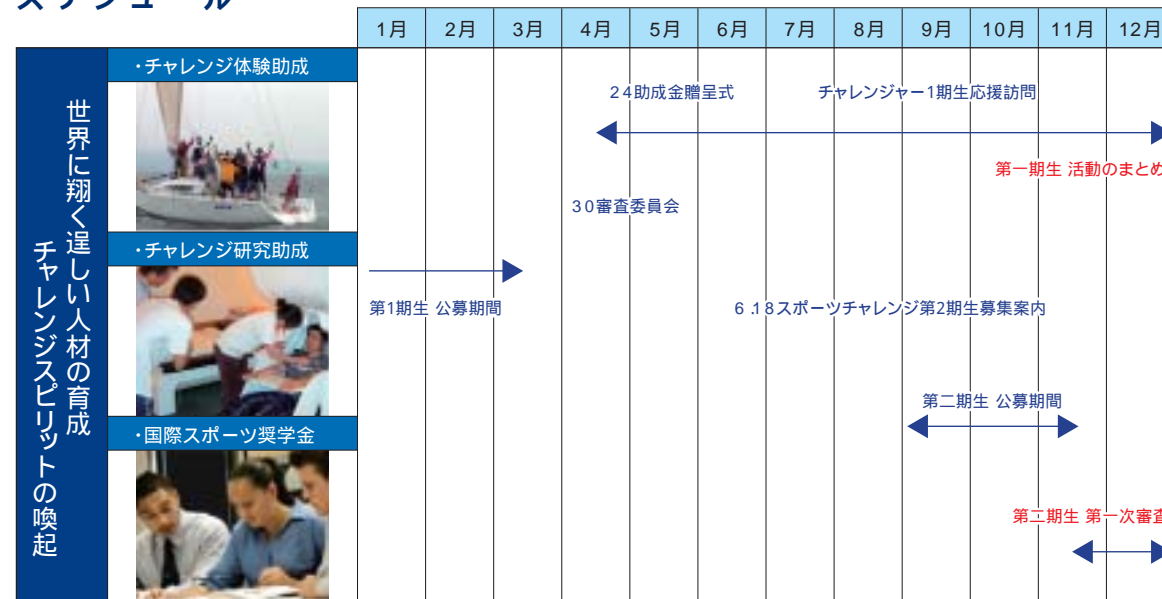 スケジュール
1月 2月 3月 4月 5月 6月 7月 8月 9月 10月 11月 12月
世界に翔く逞しい人材の育成
チャレンジスピリットの喚起
・チャレンジ体験助成
・チャレンジ研究助成
・国際スポーツ奨学金
24助成金贈呈式
チャレンジャー1期生応援訪問
第一期生 活動のまとめ
30審査委員会
第1期生 公募期間
6.18スポーツチャレンジ第2期生募集案内
第二期生 公募期間
第二期生 第一次審査